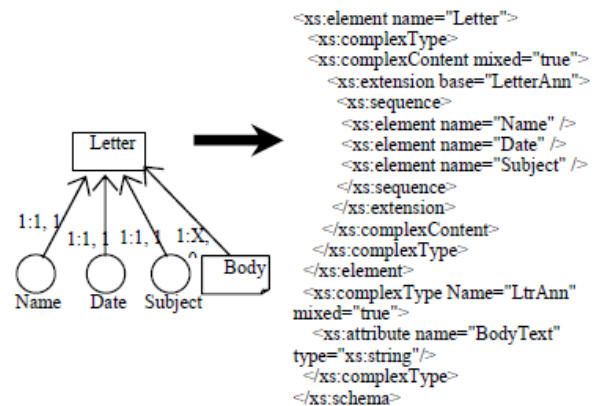 Letter
1:1, 1
1:1, 1
1:1, 1
1:X,
Name
Date
Subject
Body
<xs:element name="Letter">
<xs:complexType>
<xs:complexContent mixed="true">
<xs:extension base="LetterAnn">
<xs:sequence>
<xs:element name="Name" />
<xs:element name="Date" />
<xs:element name="Subject" />
</xs:sequence>
</xs:extension>
</xs:complexContent>
</xs:complexType>
</xs:element>
<xs:complexType Name="LtrAnn"
mixed="true">
<xs:attribute name="BodyText"
type="xs:string"/>
</xs:complexType>
</xs:schema>